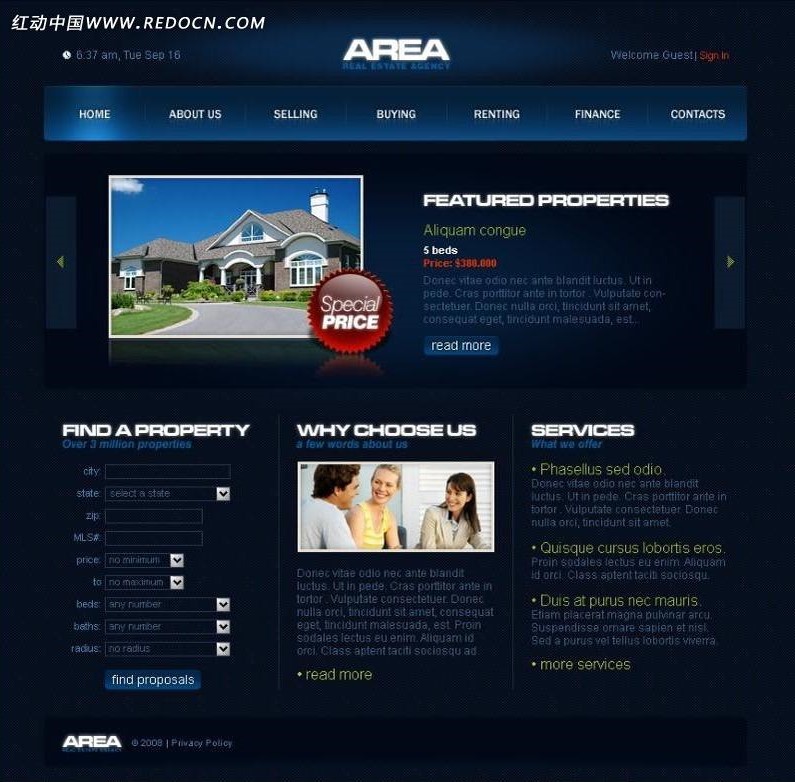 红动中国WWW.REDOCN.COM
6:37 am, Tue Sep 16
AREA
REAL ESTATE AGENCY
Welcome Guest | Sign In
HOME ABOUT US SELLING BUYING RENTING FINANCE CONTACTS
Special
PRICE
FEATURED PROPERTIES
Aliquam congue
5 beds
Price: $380.000
Donec vitae odio nec ante blandit luctus. Ut in
pede. Cras porttitor ante in tortor. Vulputate con-
sectetuer. Donec nulla orci, tincidunt sit amet,
consequat eget, tincidunt malesuada, est...
read more
FIND A PROPERTY
Over 3 million properties
city:
state: select a state
zip:
MLS#:
price: no minimum
to no maximum
beds: any number
baths: any number
radius: no radius
find proposals
WHY CHOOSE US
a few words about us
Donec vitae odio nec ante blandit
luctus. Ut in pede. Cras porttitor ante in
tortor. Vulputate consectetuer. Donec
nulla orci, tincidunt sit amet, consequat
eget, tincidunt malesuada, est. Proin
sodales lectus eu enim. Aliquam id
orci. Class aptent taciti sociosqu ad
• read more
SERVICES
What we offer
• Phasellus sed odio.
Donec vitae odio nec ante blandit
luctus. Ut in pede. Cras porttitor ante in
tortor. Vulputate consectetuer. Donec
nulla orci, tincidunt sit amet,
• Quisque cursus lobortis eros.
Proin sodales lectus eu enim. Aliquam
id orci. Class aptent taciti sociosqu.
• Duis at purus nec mauris.
Etiam placerat magna pulvinar arcu.
Suspendisse ornare sapien et nisl.
Sed a purus vel tellus lobortis viverra.
• more services
AREA © 2008 | Privacy Policy